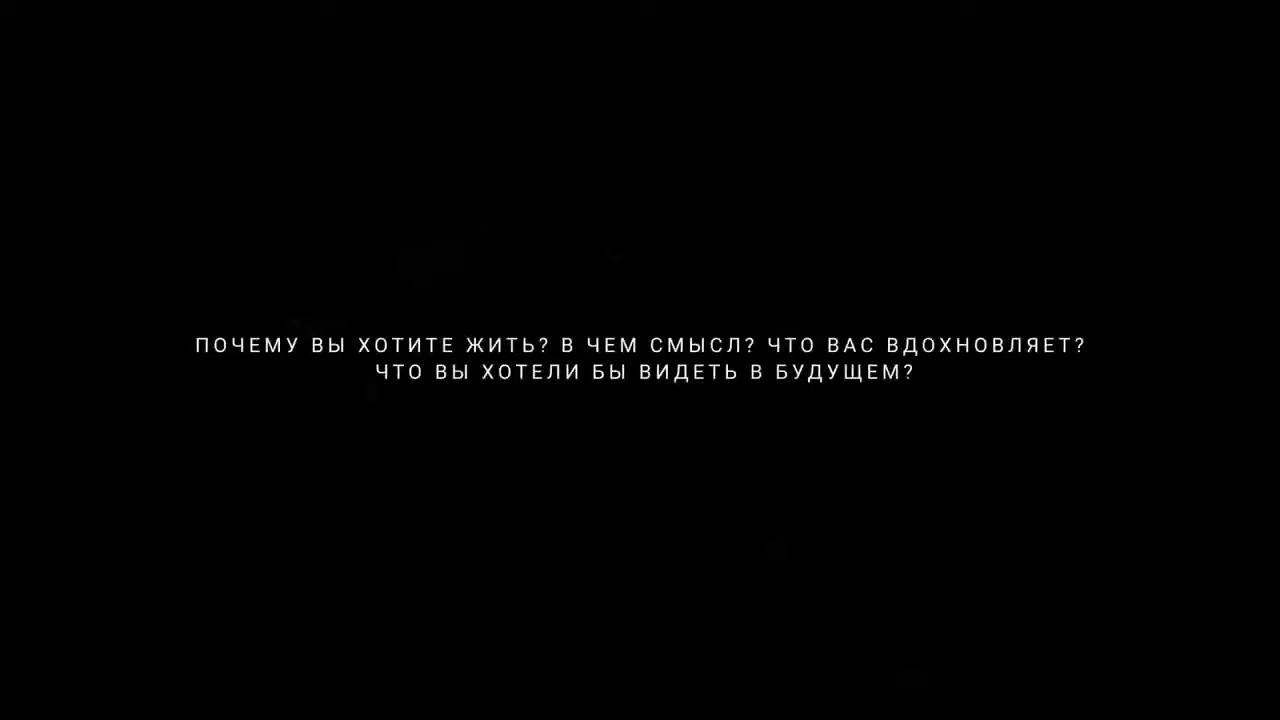 ПОЧЕМУ ВЫ ХОТИТЕ ЖИТЬ? В ЧЕМ СМЫСЛ? ЧТО ВАС ВДОХНОВЛЯЕТ?
ЧТО ВЫ ХОТЕЛИ БЫ ВИДЕТЬ В БУДУЩЕМ?